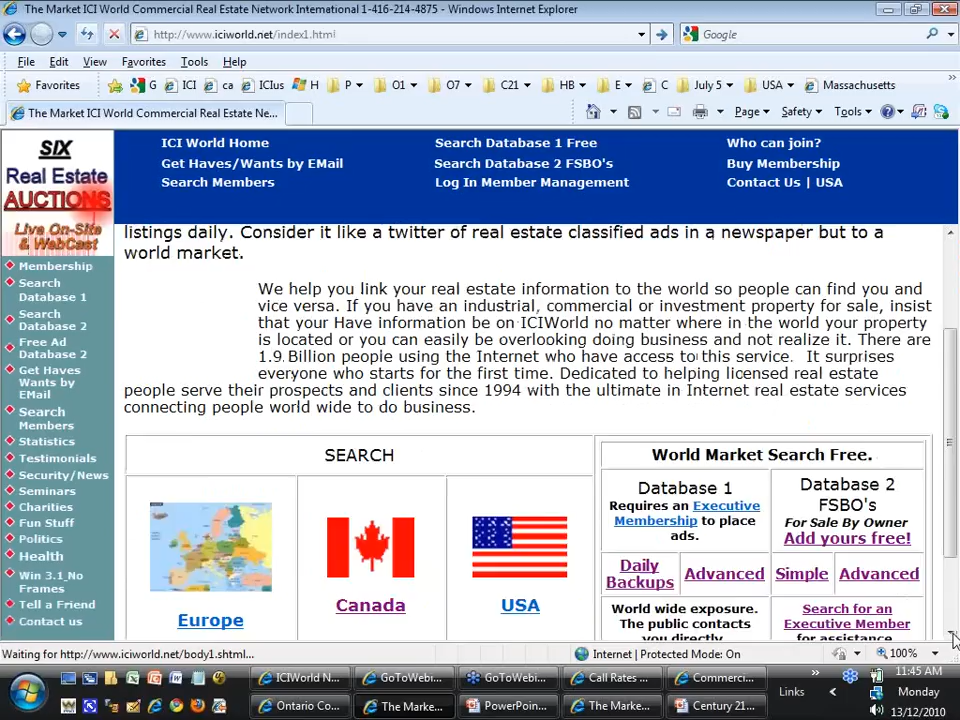 The Market ICI World Commercial Real Estate Network International 1-416-214-4875 - Windows Internet Explorer
http://www.iciworld.net/index1.html
Google
File Edit View Favorites Tools Help
Favorites G ICI ca ICIus H P O1 O7 C21 HB E C July 5 USA Massachusetts
The Market ICI World Commercial Real Estate Ne...
Page Safety Tools
SIX
Real Estate
AUCTIONS
Live On-Site
& WebCast
ICI World Home Search Database 1 Free Who can join?
Get Haves/Wants by EMail Search Database 2 FSBO's Buy Membership
Search Members Log In Member Management Contact Us | USA
Membership
Search
Database 1
Search
Database 2
Free Ad
Database 2
Get Haves
Wants by
EMail
Search
Members
Statistics
Testimonials
Security/News
Seminars
Charities
Fun Stuff
Politics
Health
Win 3.1_No
Frames
Tell a Friend
Contact us
listings daily. Consider it like a twitter of real estate classified ads in a newspaper but to a
world market.
We help you link your real estate information to the world so people can find you and
vice versa. If you have an industrial, commercial or investment property for sale, insist
that your Have information be on ICIWorld no matter where in the world your property
is located or you can easily be overlooking doing business and not realize it. There are
1.9 Billion people using the Internet who have access to this service. It surprises
everyone who starts for the first time. Dedicated to helping licensed real estate
people serve their prospects and clients since 1994 with the ultimate in Internet real estate services
connecting people world wide to do business.
SEARCH
Europe
Canada
USA
World Market Search Free.
Database 1
Requires an Executive
Membership to place
ads.
Database 2
FSBO's
For Sale By Owner
Add yours free!
Daily
Backups
Advanced
Simple
Advanced
World wide exposure.
The public contacts
you directly
Search for an
Executive Member
for assistance
Waiting for http://www.iciworld.net/body1.shtml...
Internet | Protected Mode: On
100%
ICIWorld N... GoToWebi... GoToWebi... Call Rates ... Commerci...
Ontario Co... The Marke... PowerPoin... The Marke... Century 21...
Links
11:45 AM
Monday
13/12/2010